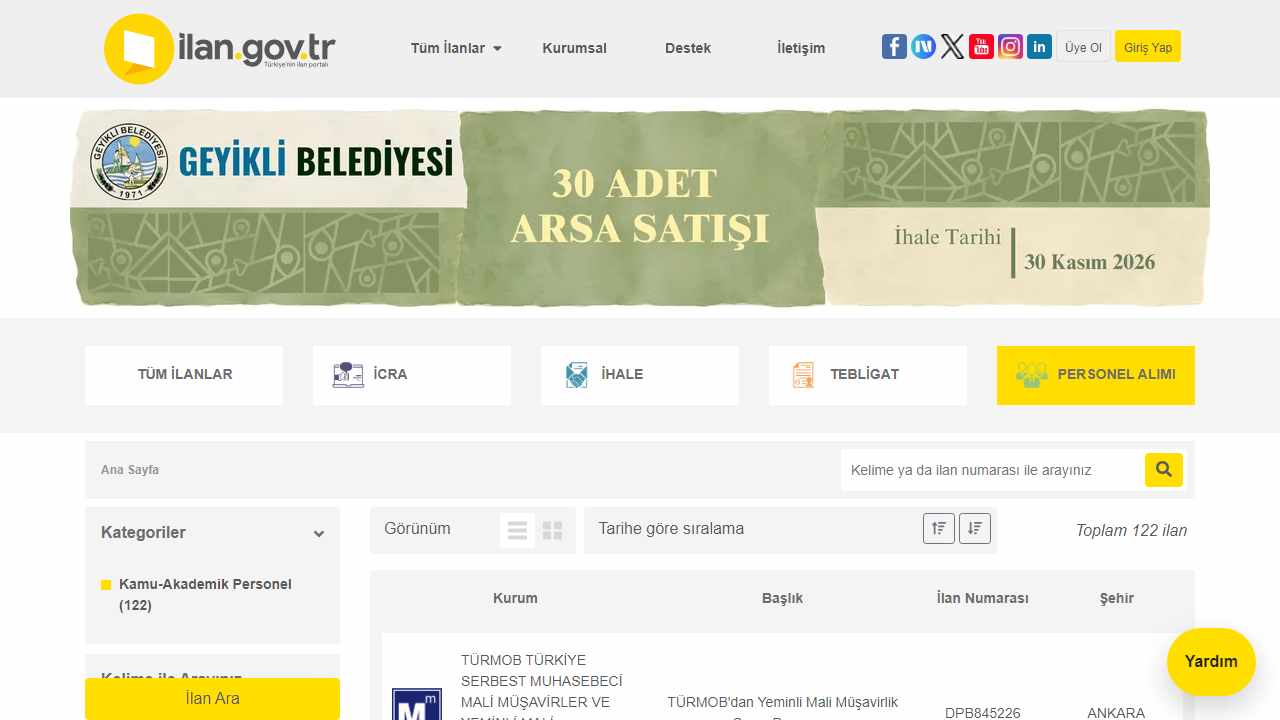 ilan.gov.tr
Türkiye'nin ilan portalı
Tüm İlanlar
Kurumsal
Destek
İletişim
Üye Ol
Giriş Yap
GEYİKLİ BELEDİYESİ
GEYİKLİ BELEDİYESİ
1971
30 ADET
ARSA SATIŞI
İhale Tarihi
30 Kasım 2026
TÜM İLANLAR
İCRA
İHALE
TEBLİGAT
PERSONEL ALIMI
Ana Sayfa
Kelime ya da ilan numarası ile arayınız
Kategoriler
Kamu-Akademik Personel
(122)
İlan Ara
Görünüm
Tarihe göre sıralama
Toplam 122 ilan
Kurum
Başlık
İlan Numarası
Şehir
TÜRMOB TÜRKİYE
SERBEST MUHASEBECİ
MALİ MÜŞAVİRLER VE
TÜRMOB'dan Yeminli Mali Müşavirlik
DPB845226
ANKARA
Yardım